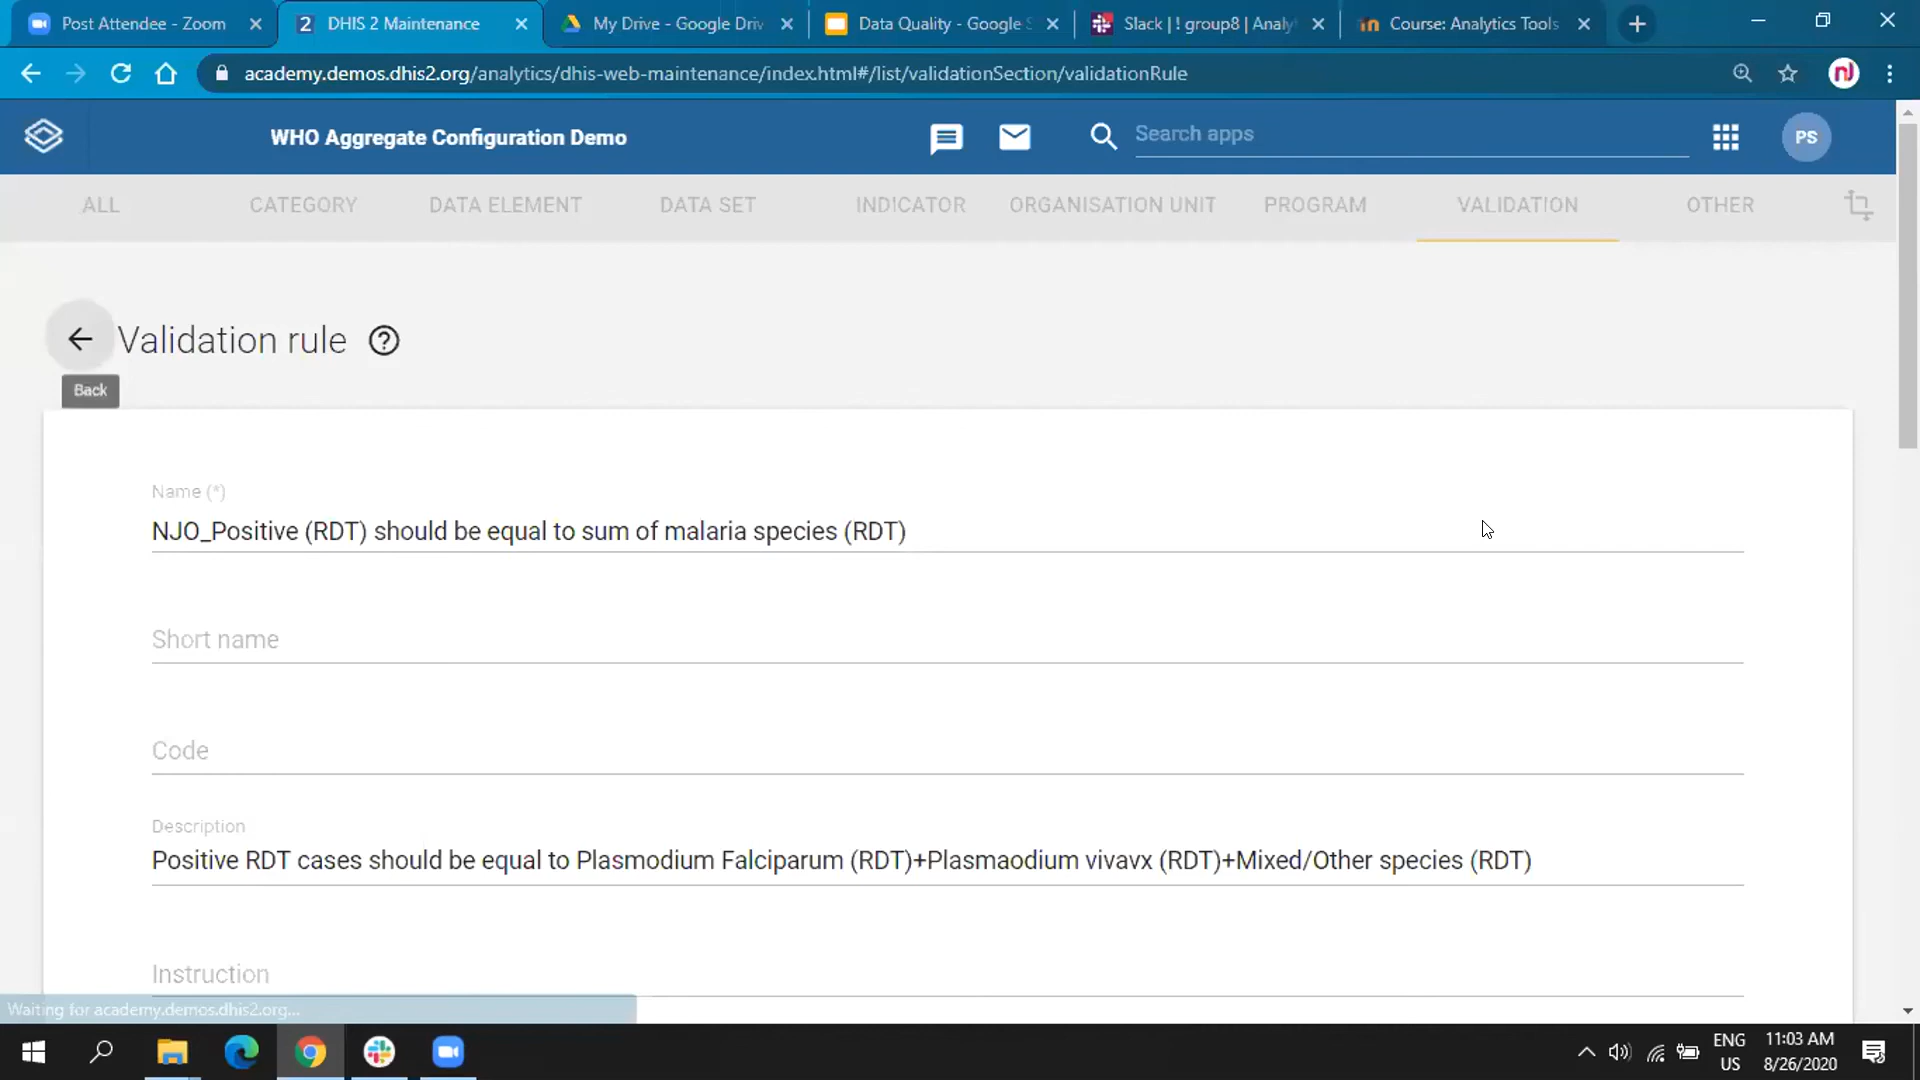 Post Attendee - Zoom
2 DHIS 2 Maintenance
My Drive - Google Driv
Data Quality - Google S
Slack | ! group8 | Analy
in Course: Analytics Tools
academy.demos.dhis2.org/analytics/dhis-web-maintenance/index.html#/list/validationSection/validationRule
WHO Aggregate Configuration Demo
Search apps
PS
ALL CATEGORY DATA ELEMENT DATA SET INDICATOR ORGANISATION UNIT PROGRAM VALIDATION OTHER
Validation rule
Back
Name (*)
NJO_Positive (RDT) should be equal to sum of malaria species (RDT)
Short name
Code
Description
Positive RDT cases should be equal to Plasmodium Falciparum (RDT)+Plasmaodium vivavx (RDT)+Mixed/Other species (RDT)
Instruction
Waiting for academy.demos.dhis2.org...
ENG
US
11:03 AM
8/26/2020